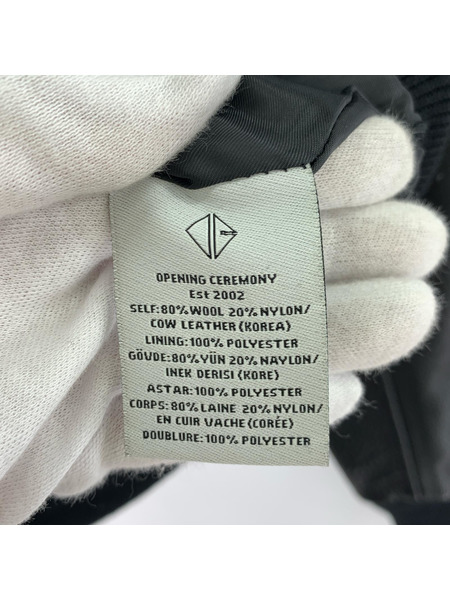 OPENING CEREMONY
Est 2002
SELF:80%WOOL 20%NYLON/
COW LEATHER(KOREA)
LINING:100%POLYESTER
GÖVDE:80%YÜN 20%NAYLON/
INEK DERISI (KORE)
ASTAR:100% POLYESTER
CORPS:80%LAINE 20%NYLON/
EN CUIR VACHE(CORÉE)
DOUBLURE:100%POLYESTER